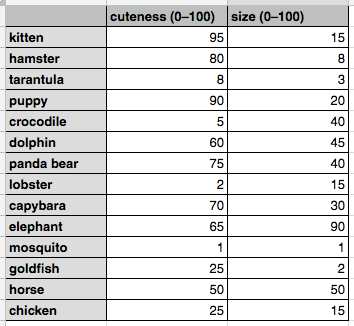 cuteness (0–100) size (0–100)
kitten 95 15
hamster 80 8
tarantula 8 3
puppy 90 20
crocodile 5 40
dolphin 60 45
panda bear 75 40
lobster 2 15
capybara 70 30
elephant 65 90
mosquito 1 1
goldfish 25 2
horse 50 50
chicken 25 15